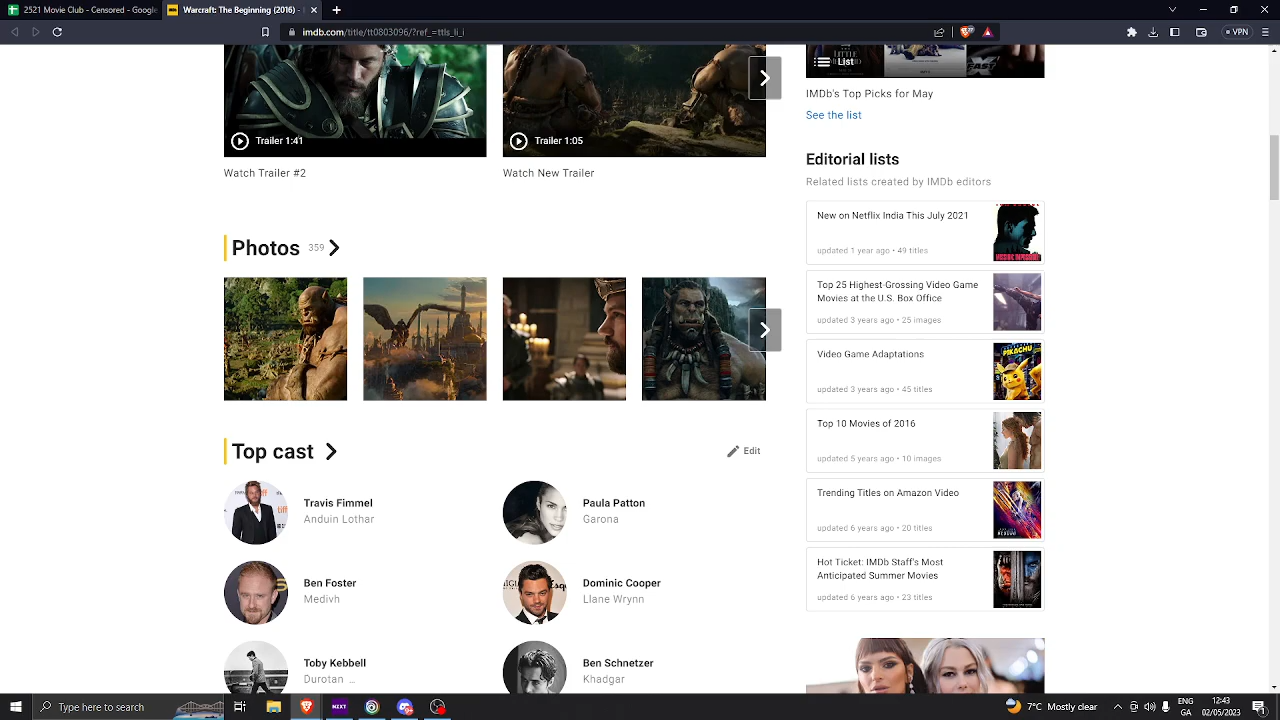 2521 Movie Club - Censored - Google
Warcraft: The Beginning (2016) -
imdb.com/title/tt0803096/?ref_=ttls_li_i
VPN
List
Trailer 1:41
Trailer 1:05
Watch Trailer #2
Watch New Trailer
IMDb's Top Picks for May
See the list
Editorial lists
Related lists created by IMDb editors
New on Netflix India This July 2021
updated 1 year ago • 49 titles
Top 25 Highest-Grossing Video Game
Movies at the U.S. Box Office
updated 3 years ago • 25 images
Video Game Adaptations
updated 3 years ago • 45 titles
PIKACHU
Top 10 Movies of 2016
updated 5 years ago • 10 images
Trending Titles on Amazon Video
updated 6 years ago • 20 titles
Hot Ticket: IMDb Staff's Most
Anticipated Summer Movies
updated 6 years ago • 23 titles
Photos 359
Top cast
Edit
Travis Fimmel
Anduin Lothar
Paula Patton
Garona
Ben Foster
Medivh
Dominic Cooper
Llane Wrynn
Toby Kebbell
Durotan ...
Ben Schnetzer
Khadgar
Type here to search
NEXT
77°C Mostly clear
ENG
GA
12:43